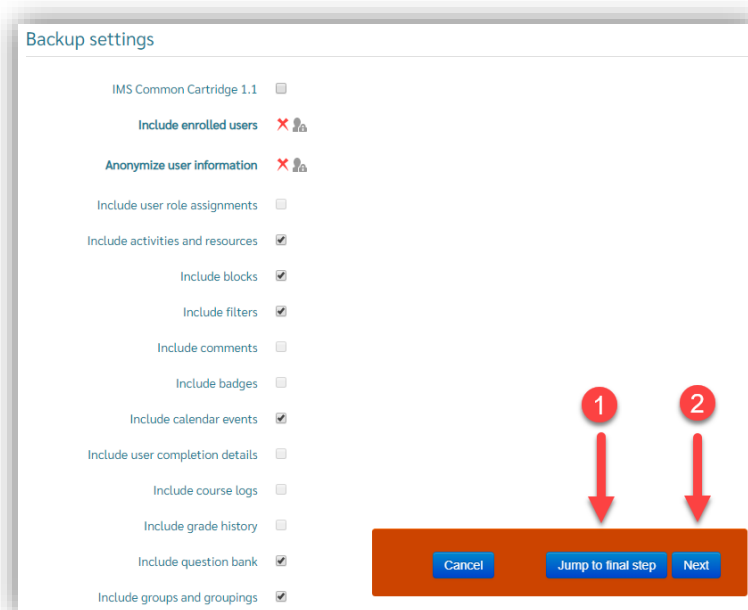 Backup settings
IMS Common Cartridge 1.1
Include enrolled users
Anonymize user information
Include user role assignments
Include activities and resources
Include blocks
Include filters
Include comments
Include badges
Include calendar events
1 2
Include user completion details
Include course logs
Include grade history
Include question bank
Cancel Jump to final step Next
Include groups and groupings